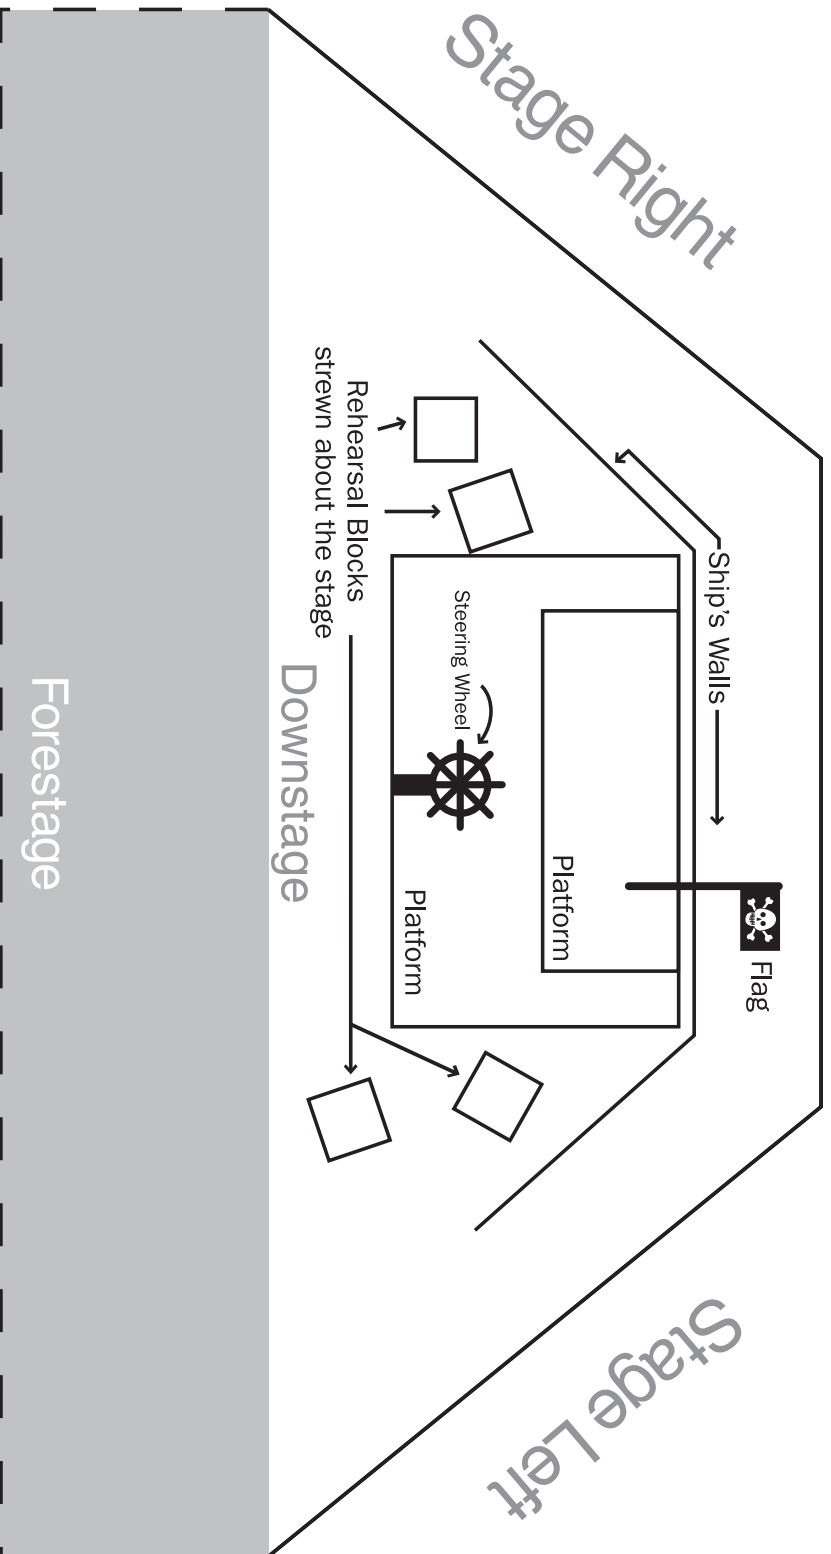 Stage Right
Stage Left
Ship's Walls
Flag
Platform
Steering Wheel
Platform
Rehearsal Blocks
strewn about the stage
Downstage
Forestage